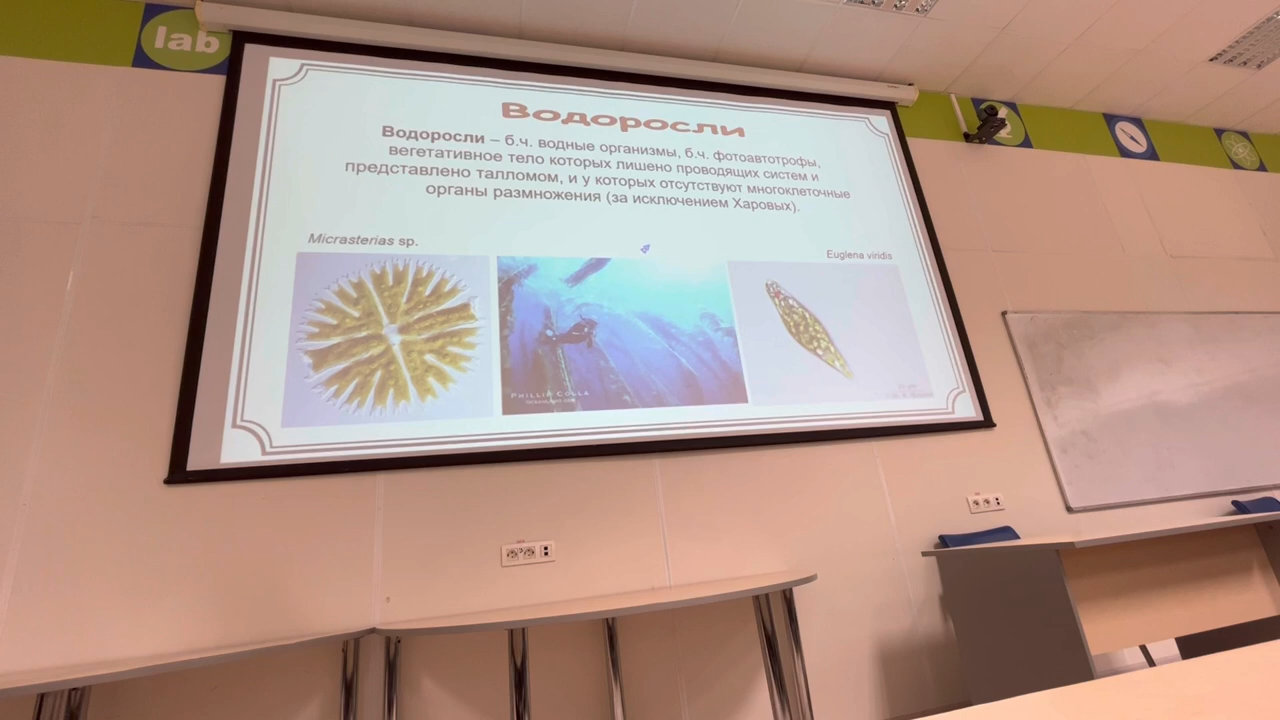 lab
Водоросли
Водоросли – б.ч. водные организмы, б.ч. фотоавтотрофы,
вегетативное тело которых лишено проводящих систем и
представлено талломом, и у которых отсутствуют многоклеточные
органы размножения (за исключением Харовых).
Micrasterias sp.
Euglena viridis
PHILLIP COLLA